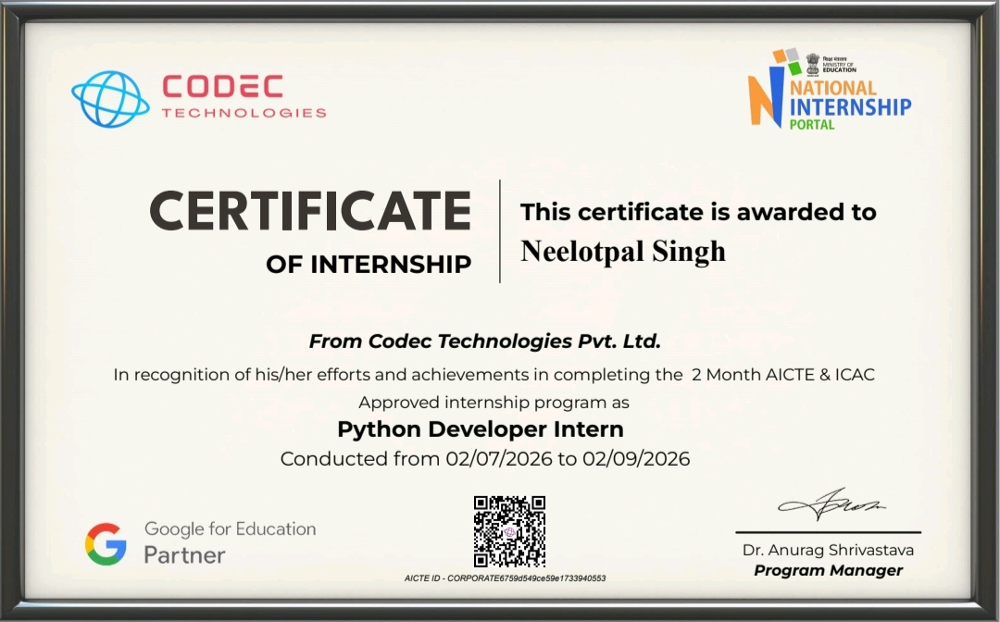 CODEC
TECHNOLOGIES
शिक्षा मंत्रालय
MINISTRY OF
EDUCATION
NATIONAL
INTERNSHIP
PORTAL
CERTIFICATE
OF INTERNSHIP
This certificate is awarded to
Neelotpal Singh
From Codec Technologies Pvt. Ltd.
In recognition of his/her efforts and achievements in completing the 2 Month AICTE & ICAC
Approved internship program as
Python Developer Intern
Conducted from 02/07/2026 to 02/09/2026
Google for Education
Partner
AICTE ID - CORPORATE6759d549ce59e1733940553
Dr. Anurag Shrivastava
Program Manager